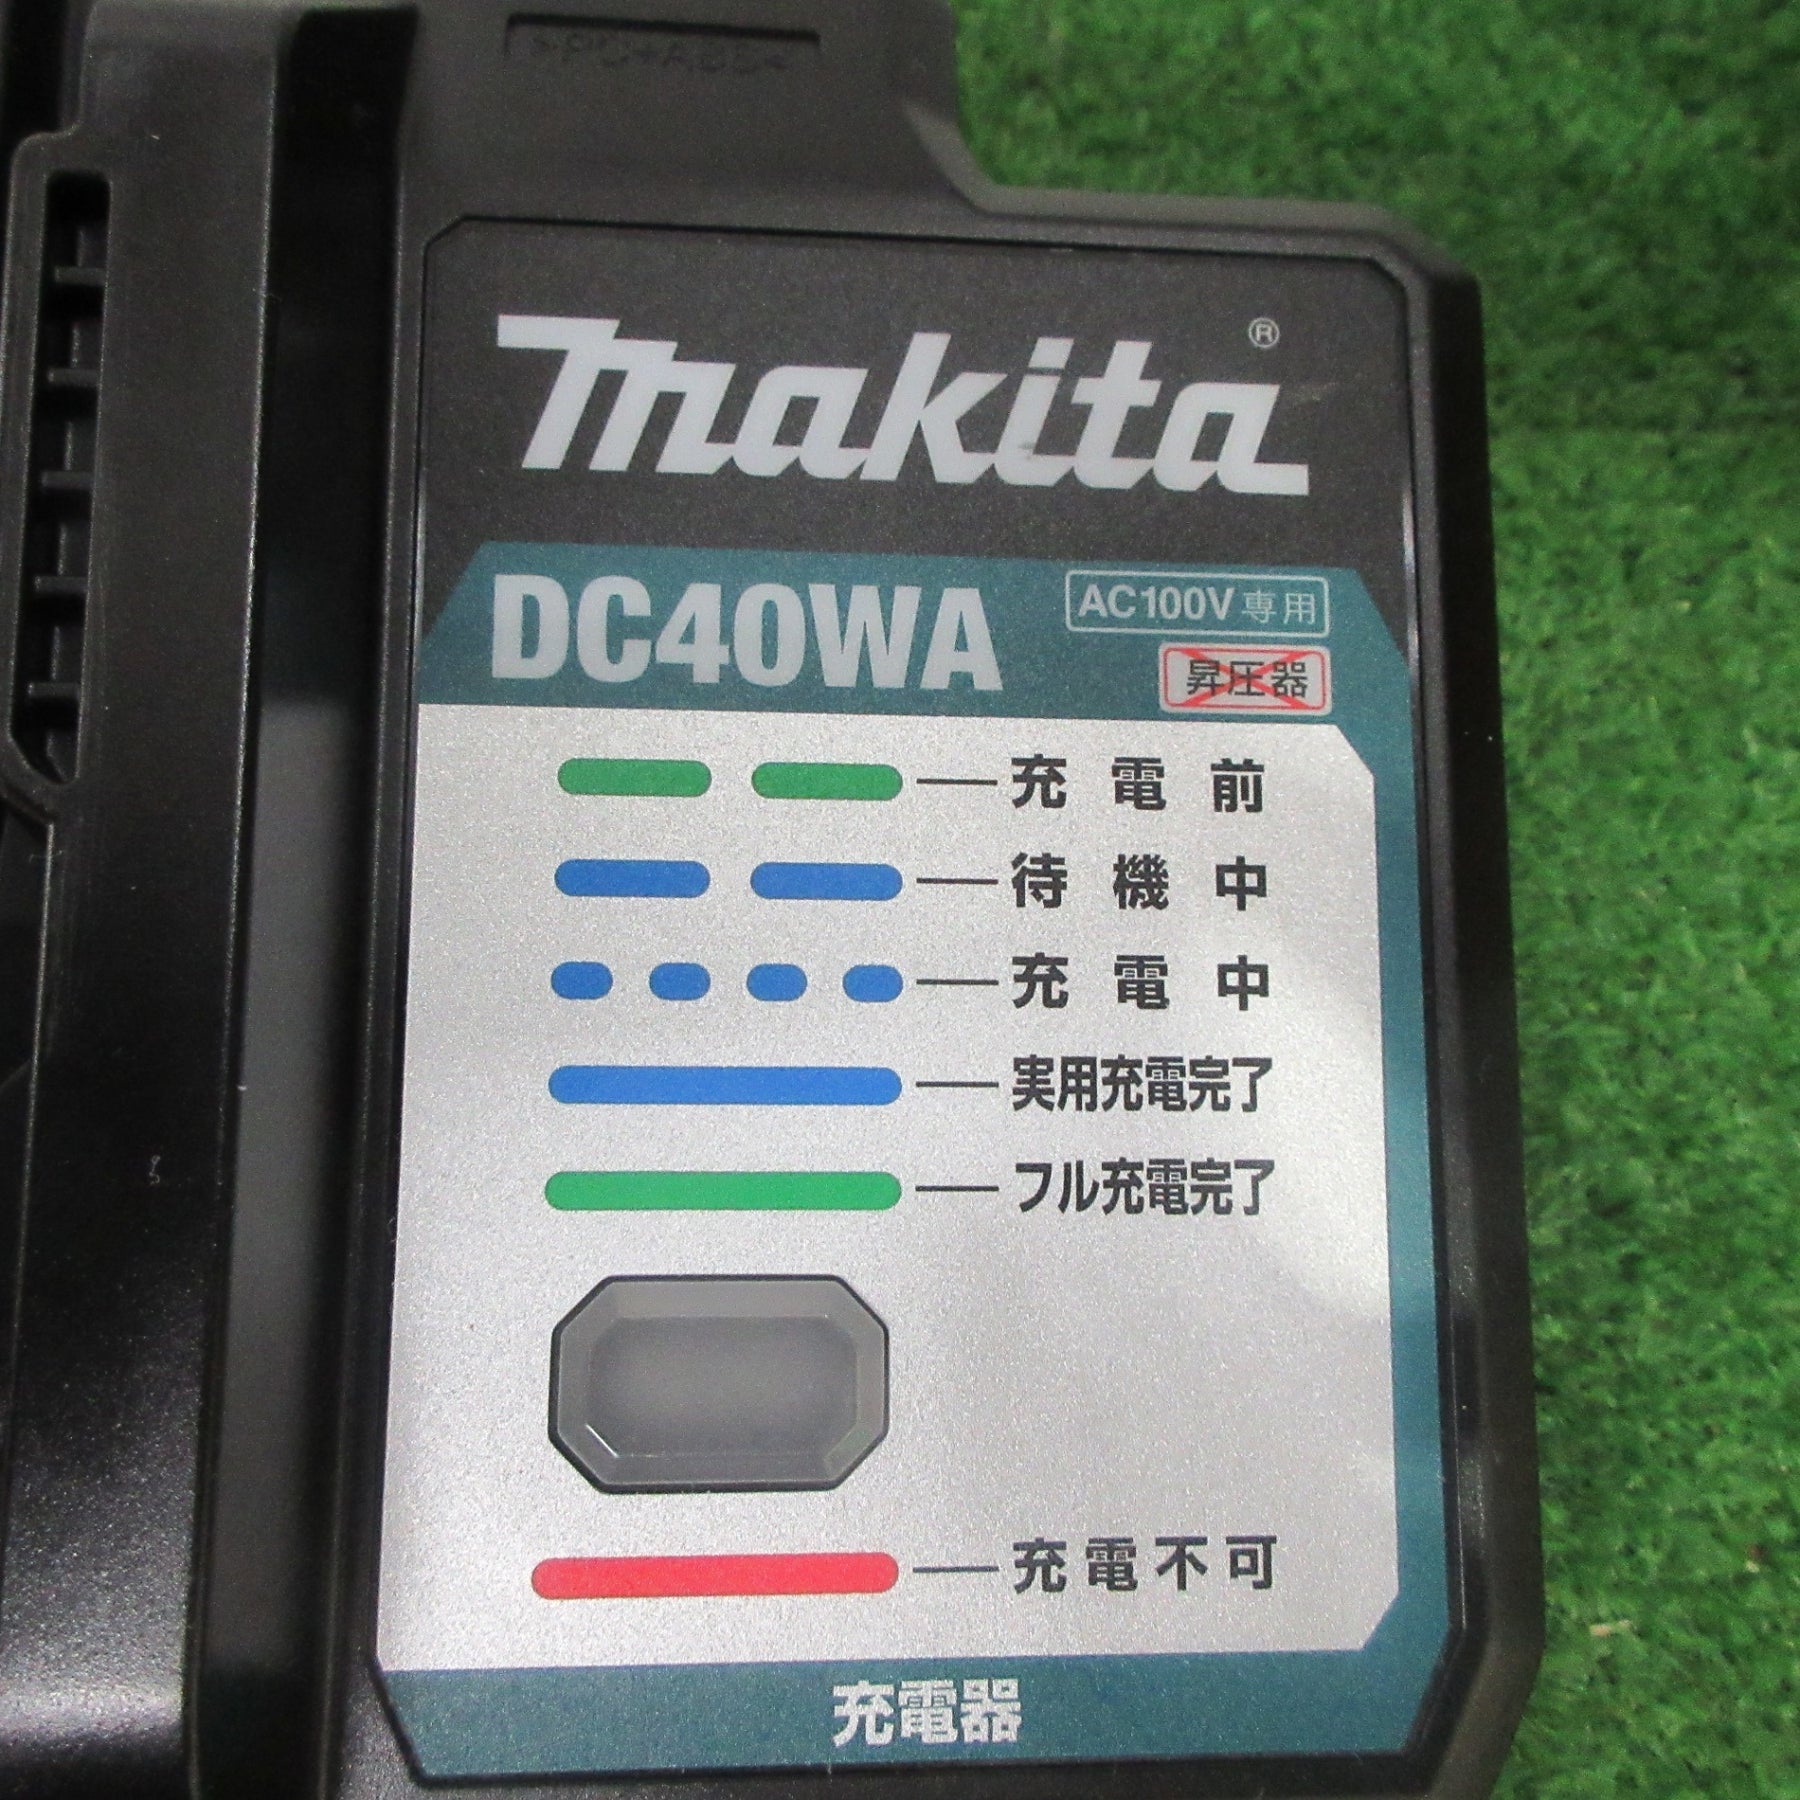 makita®
DC40WA
AC100V専用
昇圧器
充電前
待機中
充電中
実用充電完了
フル充電完了
充電不可
充電器